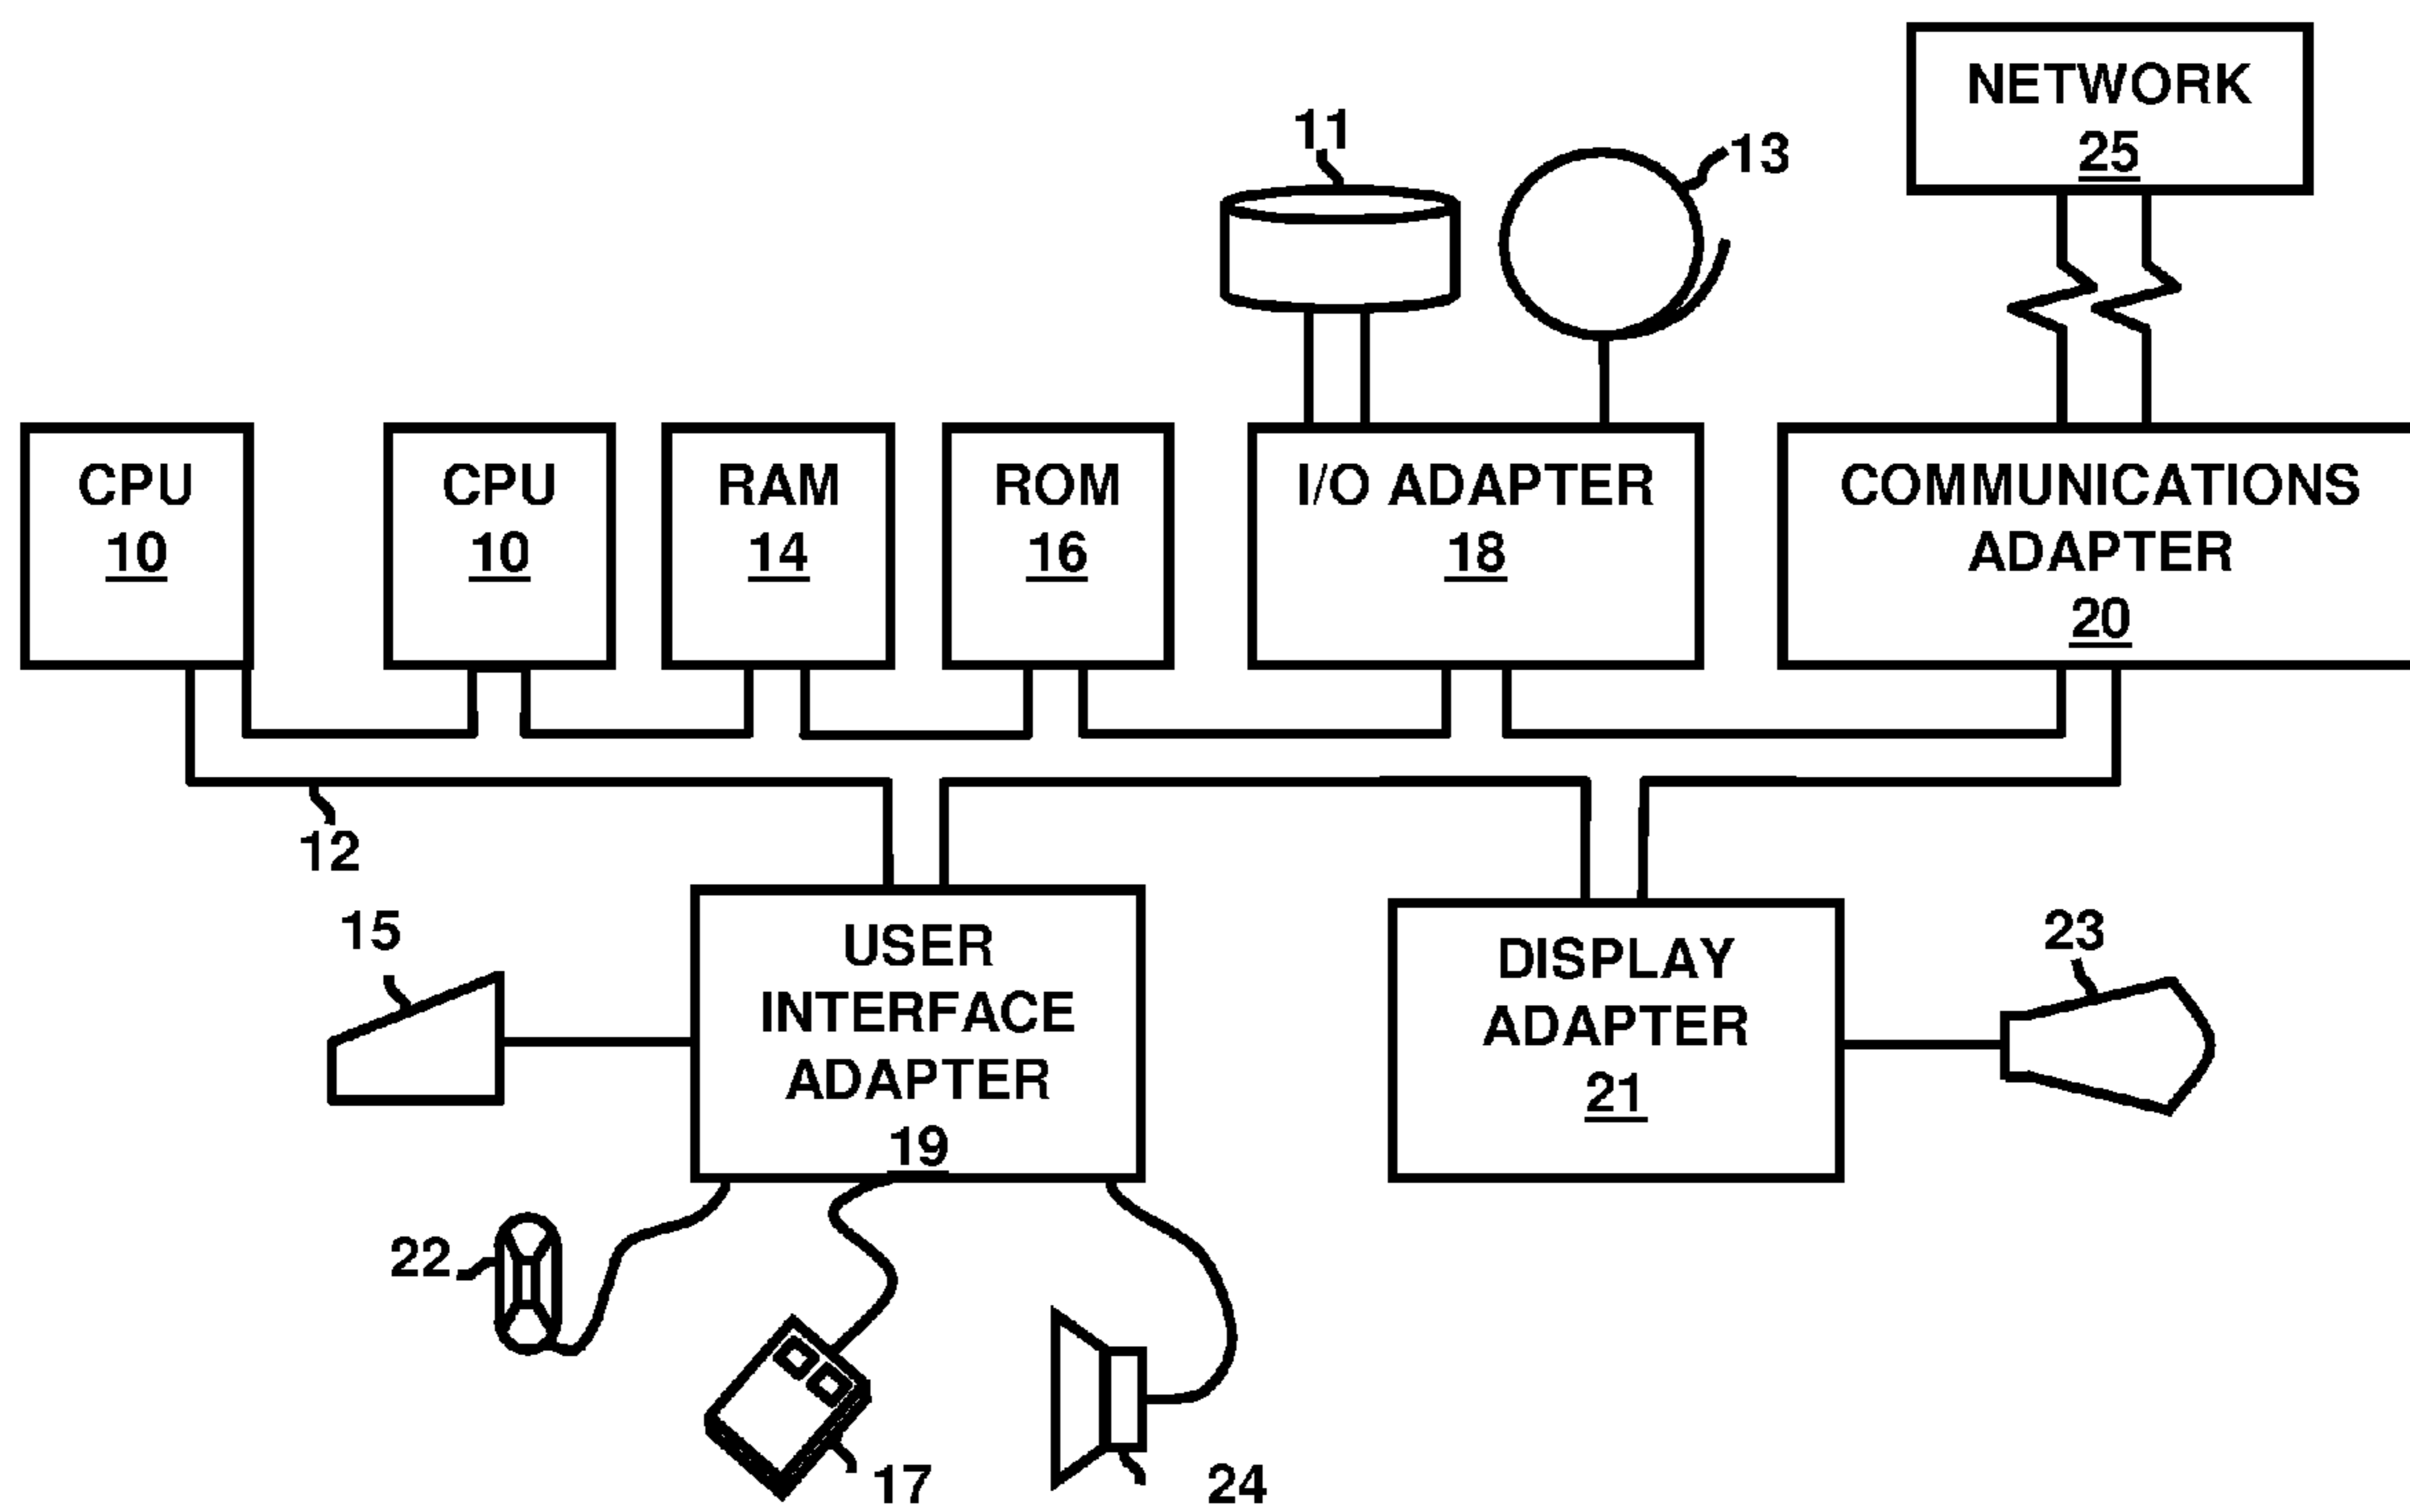 NETWORK
25
11
13
CPU
10
CPU
10
RAM
14
ROM
16
I/O ADAPTER
18
COMMUNICATIONS
ADAPTER
20
12
15
USER
INTERFACE
ADAPTER
19
DISPLAY
ADAPTER
21
23
22
17
24